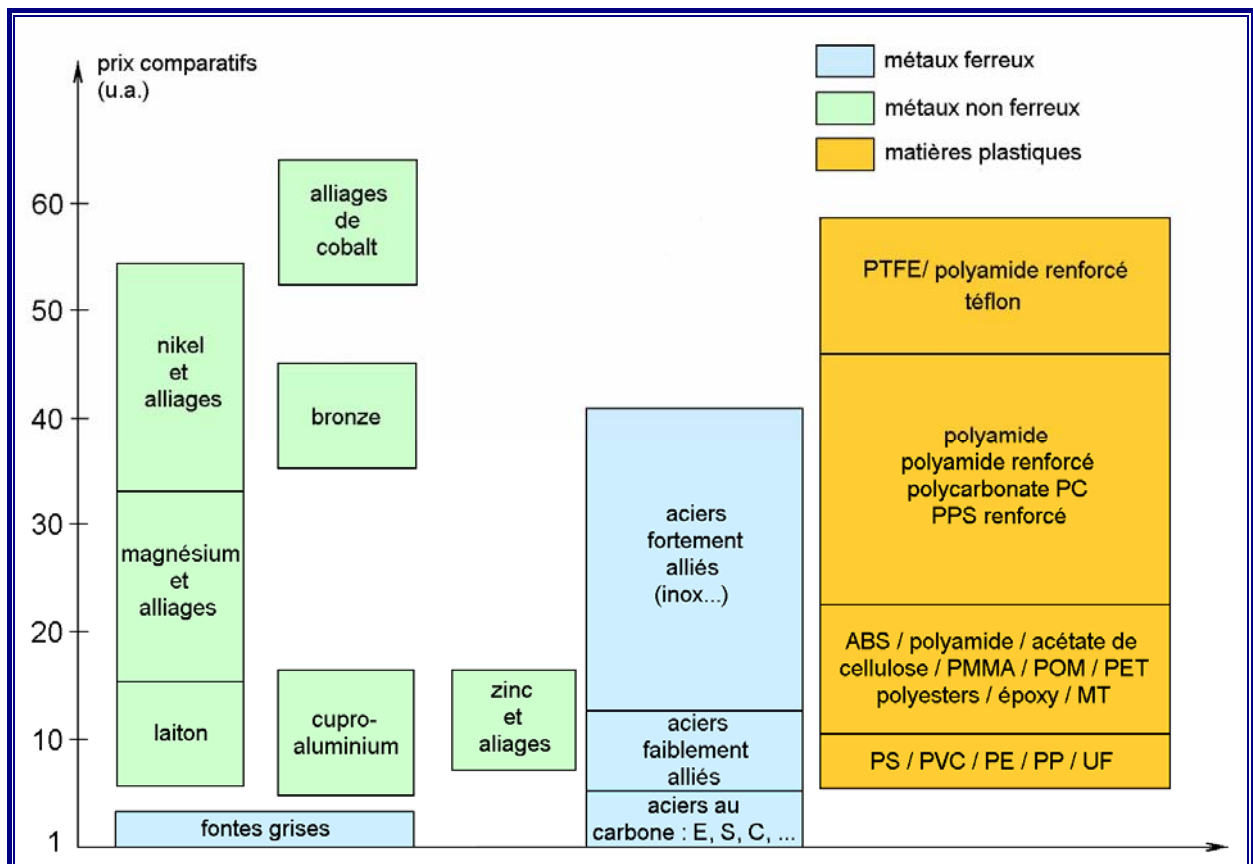 prix comparatifs
(u.a.)
métaux ferreux
métaux non ferreux
matières plastiques
60
50
40
30
20
10
1
alliages
de
cobalt
nikel
et
alliages
bronze
magnésium
et
alliages
laiton
cupro-
aluminium
zinc
et
aliages
fontes grises
aciers
fortement
alliés
(inox...)
aciers
faiblement
alliés
aciers au
carbone : E, S, C, ...
PTFE/ polyamide renforcé
téflon
polyamide
polyamide renforcé
polycarbonate PC
PPS renforcé
ABS / polyamide / acétate de
cellulose / PMMA / POM / PET
polyesters / époxy / MT
PS / PVC / PE / PP / UF